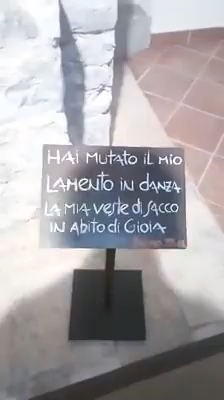 HAI MUTATO IL MIO
LAMENTO IN DANZA
LA MIA VESTE DI SACCO
IN ABITO DI GIOIA